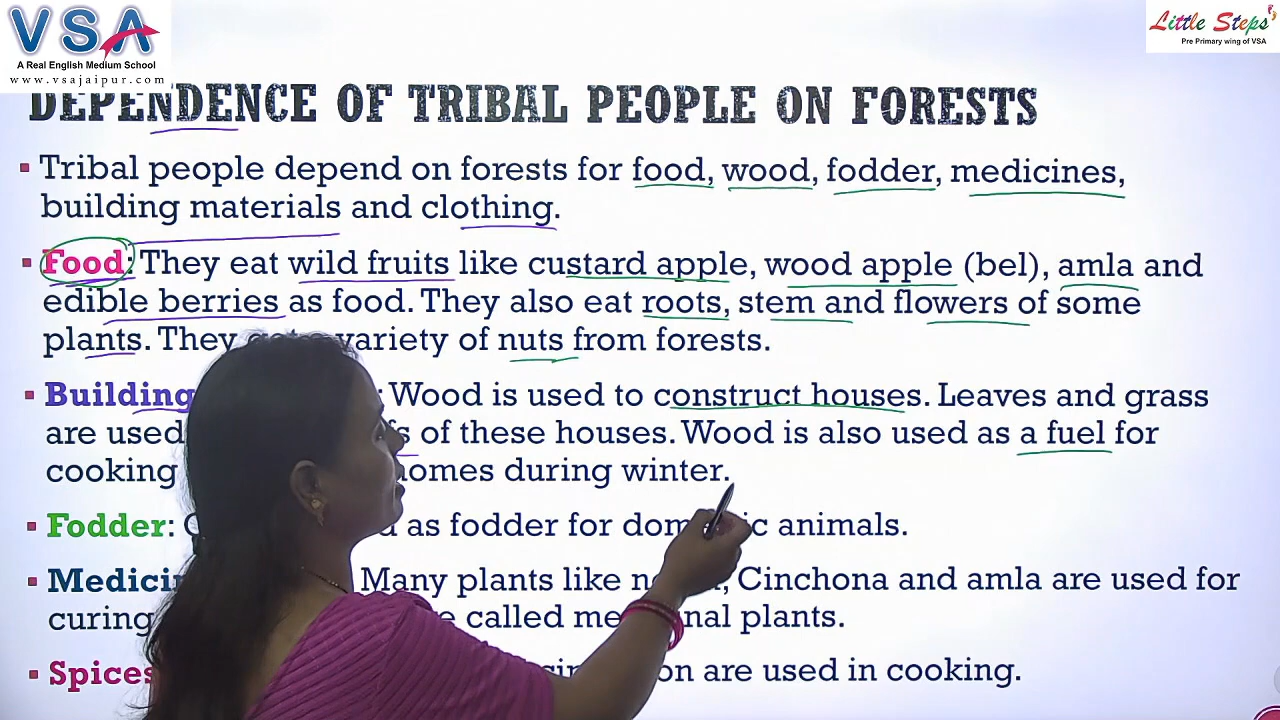 VSA
A Real English Medium School
www.vsajaipur.com
Little Steps
Pre Primary wing of VSA
DEPENDENCE OF TRIBAL PEOPLE ON FORESTS
Tribal people depend on forests for food, wood, fodder, medicines,
building materials and clothing.
Food: They eat wild fruits like custard apple, wood apple (bel), amla and
edible berries as food. They also eat roots, stem and flowers of some
plants. They variety of nuts from forests.
Building : Wood is used to construct houses. Leaves and grass
are used of these houses. Wood is also used as a fuel for
cooking homes during winter.
Fodder: as fodder for animals.
Many plants like Cinchona and amla are used for
curing called plants.
Spices are used in cooking.